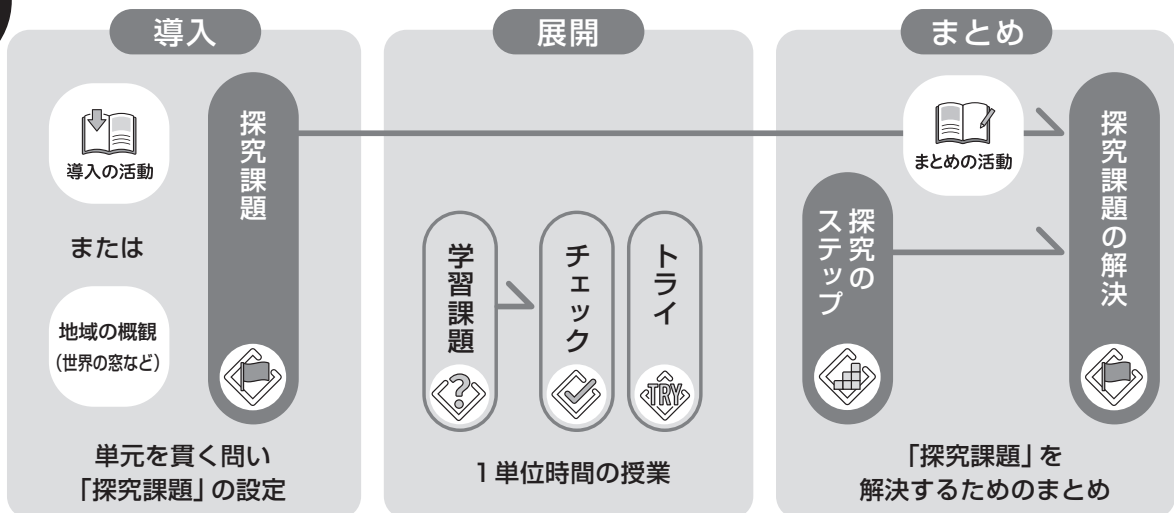 導入
導入の活動
または
地域の概観
(世界の窓など)
探究課題
単元を貫く問い
「探究課題」の設定
展開
学習課題
?
チェック
トライ
TRY
1単位時間の授業
まとめ
まとめの活動
探究の
ステップ
探究課題の解決
「探究課題」を
解決するためのまとめ